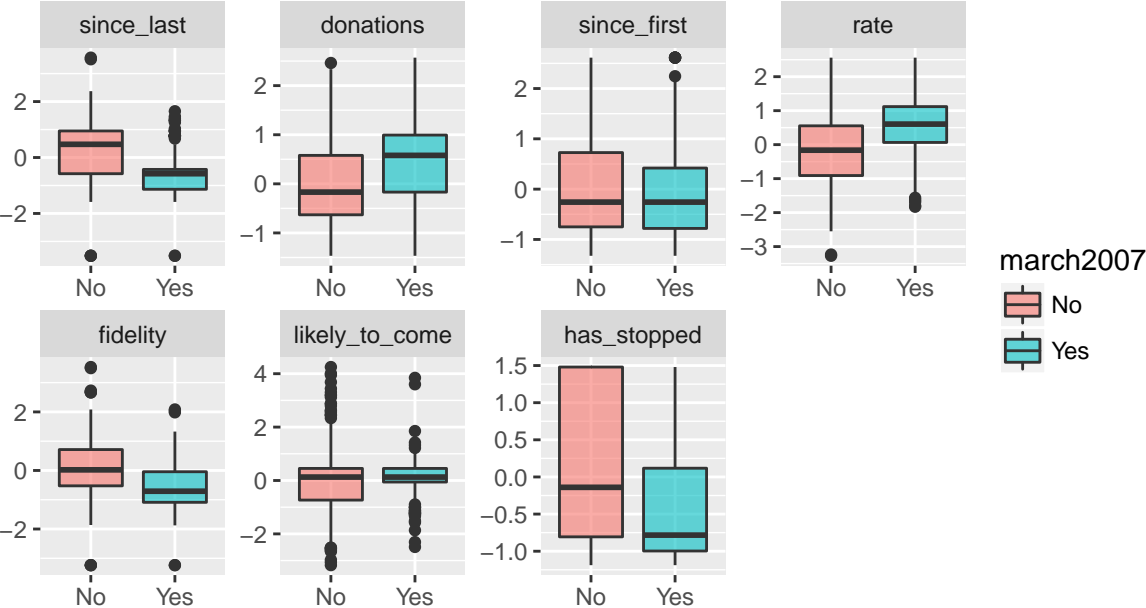 since_last
donations
since_first
rate
2
0
−2
2
1
0
−1
2
1
0
−1
2
1
0
−1
−2
−3
No Yes
No Yes
No Yes
No Yes
fidelity
likely_to_come
has_stopped
2
0
−2
4
2
0
−2
1.5
1.0
0.5
0.0
−0.5
−1.0
No Yes
No Yes
No Yes
march2007
No
Yes